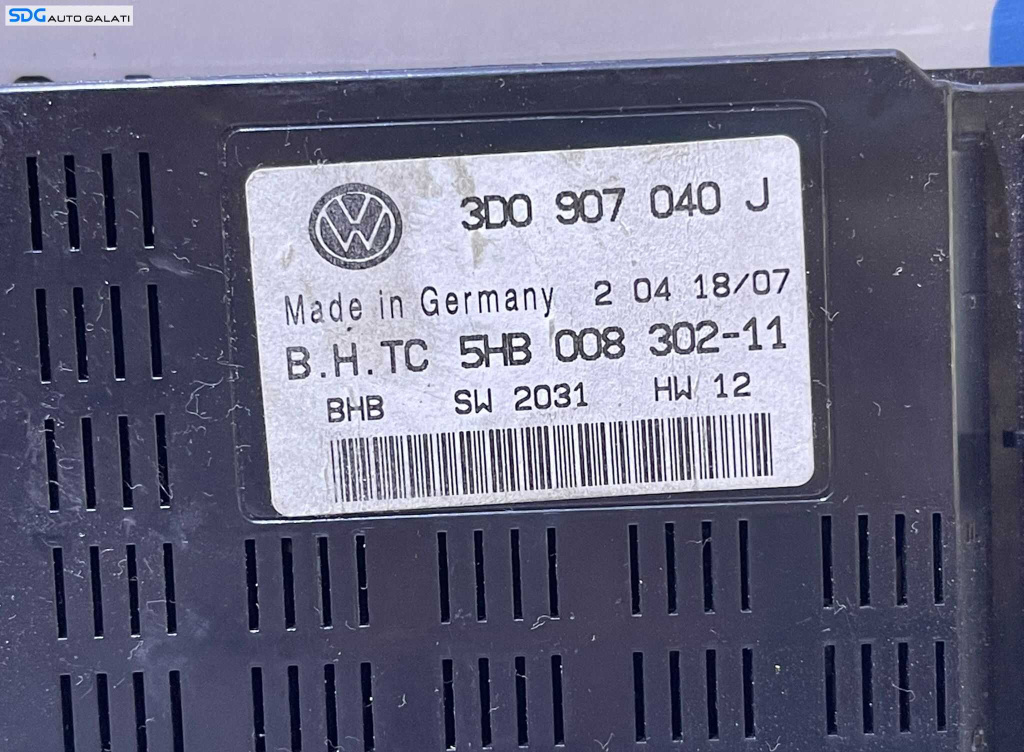 SDG AUTO GALATI
3D0 907 040 J
Made in Germany 2 04 18/07
B.H.TC 5HB 008 302-11
BHB SW 2031 HW 12